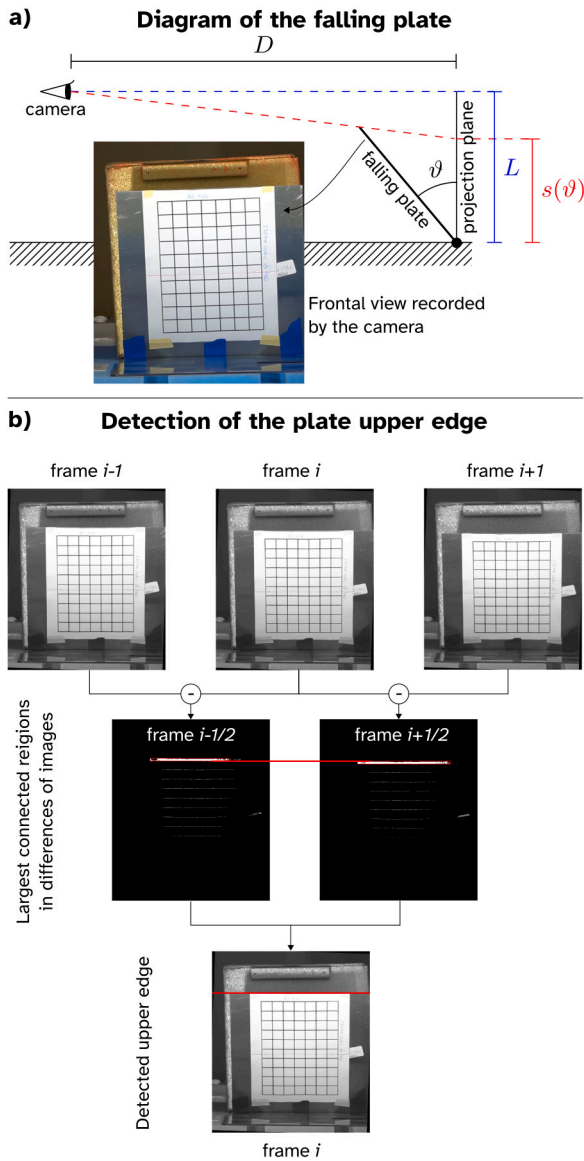 a) Diagram of the falling plate
D
camera
falling plate
ϑ
projection plane
L
s(ϑ)
Frontal view recorded
by the camera
b) Detection of the plate upper edge
frame i-1
frame i
frame i+1
-
-
Largest connected reigions
in differences of images
frame i-1/2
frame i+1/2
Detected upper edge
frame i